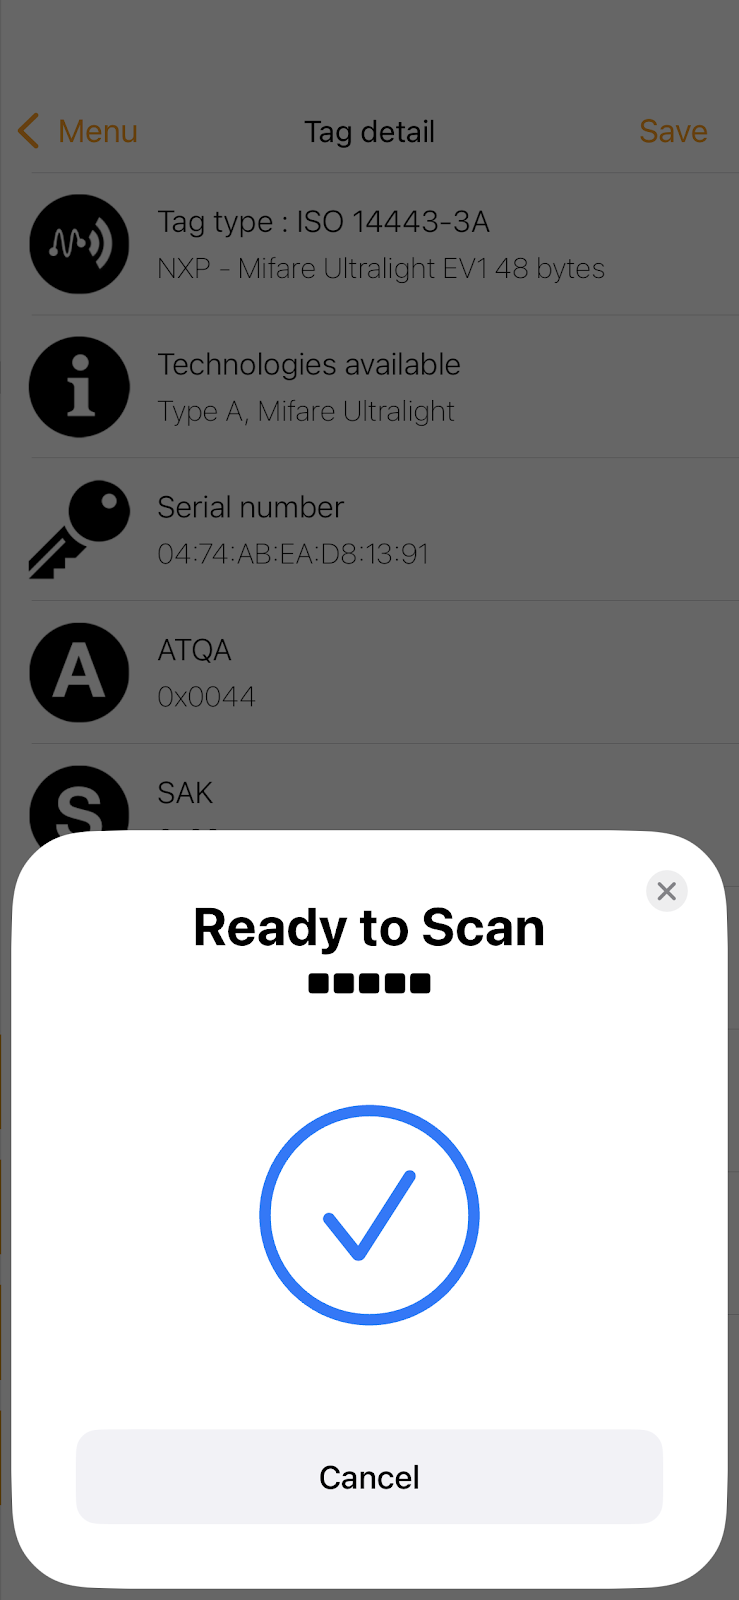 Menu
Tag detail
Save
Tag type : ISO 14443-3A
NXP - Mifare Ultralight EV1 48 bytes
Technologies available
Type A, Mifare Ultralight
Serial number
04:74:AB:EA:D8:13:91
A
ATQA
0x0044
S
SAK
Ready to Scan
Cancel